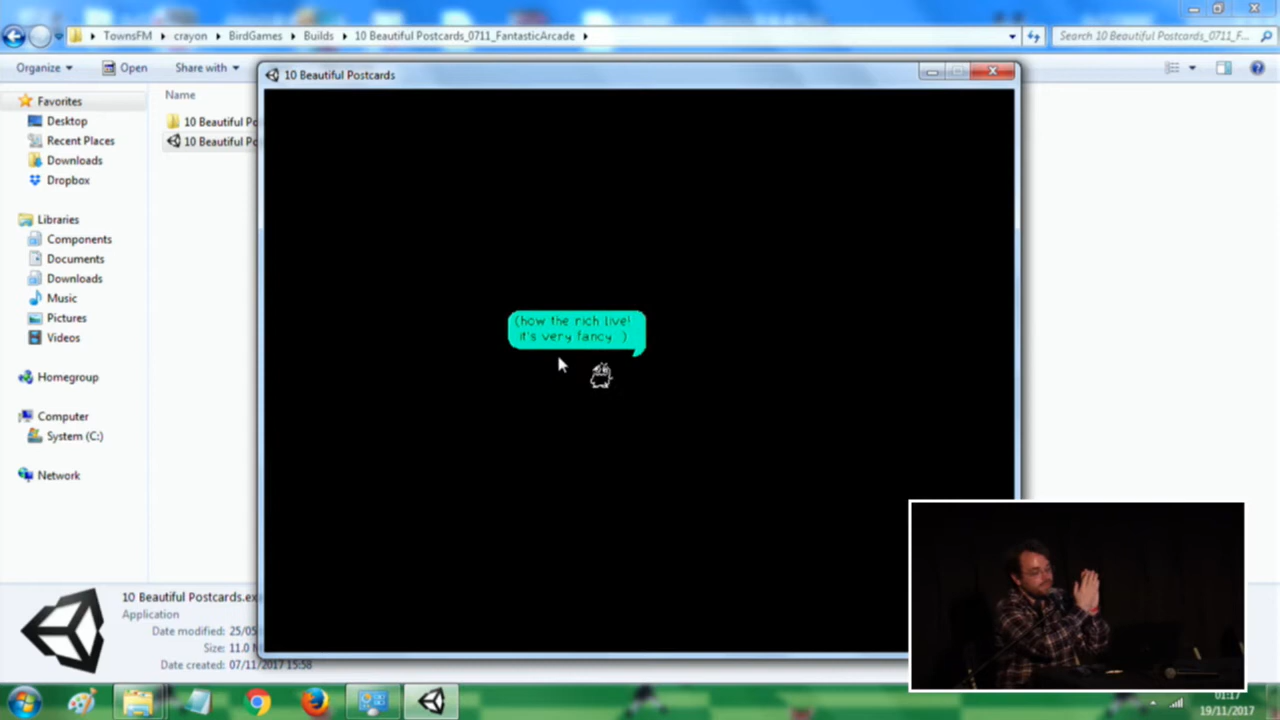 TownsFM
crayon
BirdGames
Builds
10 Beautiful Postcards_0711_FantasticArcade
Search 10 Beautiful Postcards_0711_F...
Organize
Open
Share with
10 Beautiful Postcards
Favorites
Desktop
Recent Places
Downloads
Dropbox
Libraries
Components
Documents
Downloads
Music
Pictures
Videos
Homegroup
Computer
System (C:)
Network
Name
10 Beautiful Po
10 Beautiful Po
(how the rich live!
it's very fancy :)
10 Beautiful Postcards.ex
Application
Date modified: 25/05
Size: 11.0 M
Date created: 07/11/2017 15:58
01:17
19/11/2017